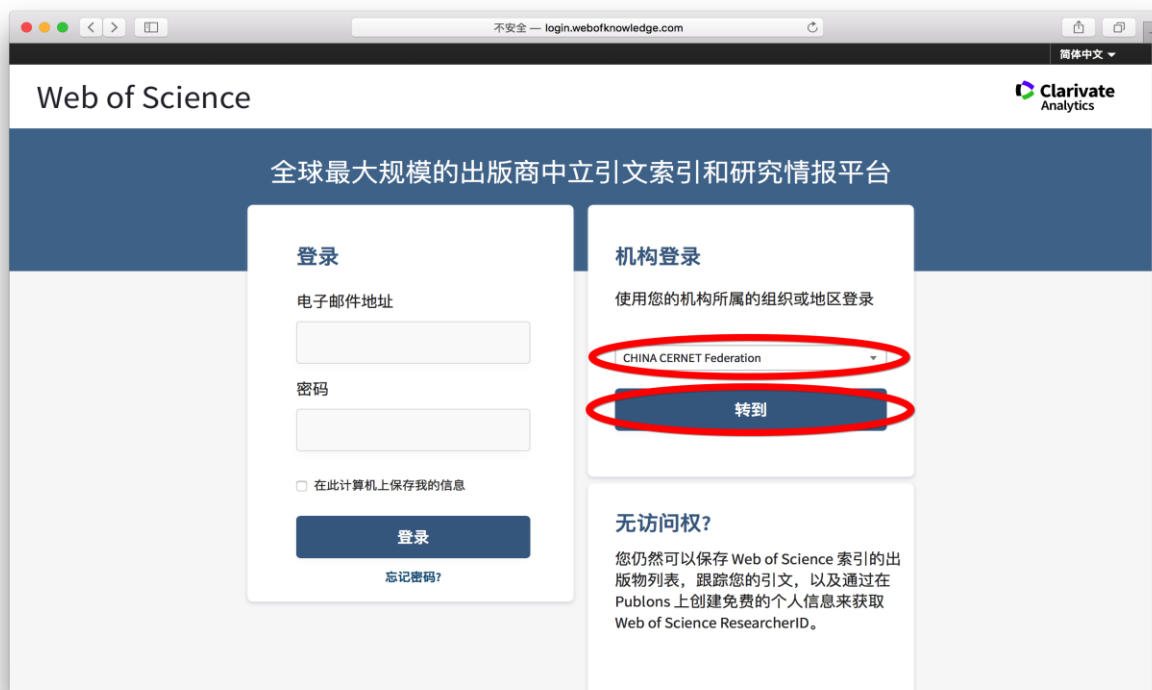 不安全 — login.webofknowledge.com
简体中文
Web of Science
Clarivate
Analytics
全球最大规模的出版商中立引文索引和研究情报平台
登录
电子邮件地址
密码
在此计算机上保存我的信息
登录
忘记密码?
机构登录
使用您的机构所属的组织或地区登录
CHINA CERNET Federation
转到
无访问权?
您仍然可以保存 Web of Science 索引的出
版物列表，跟踪您的引文，以及通过在
Publons 上创建免费的个人信息来获取
Web of Science ResearcherID。